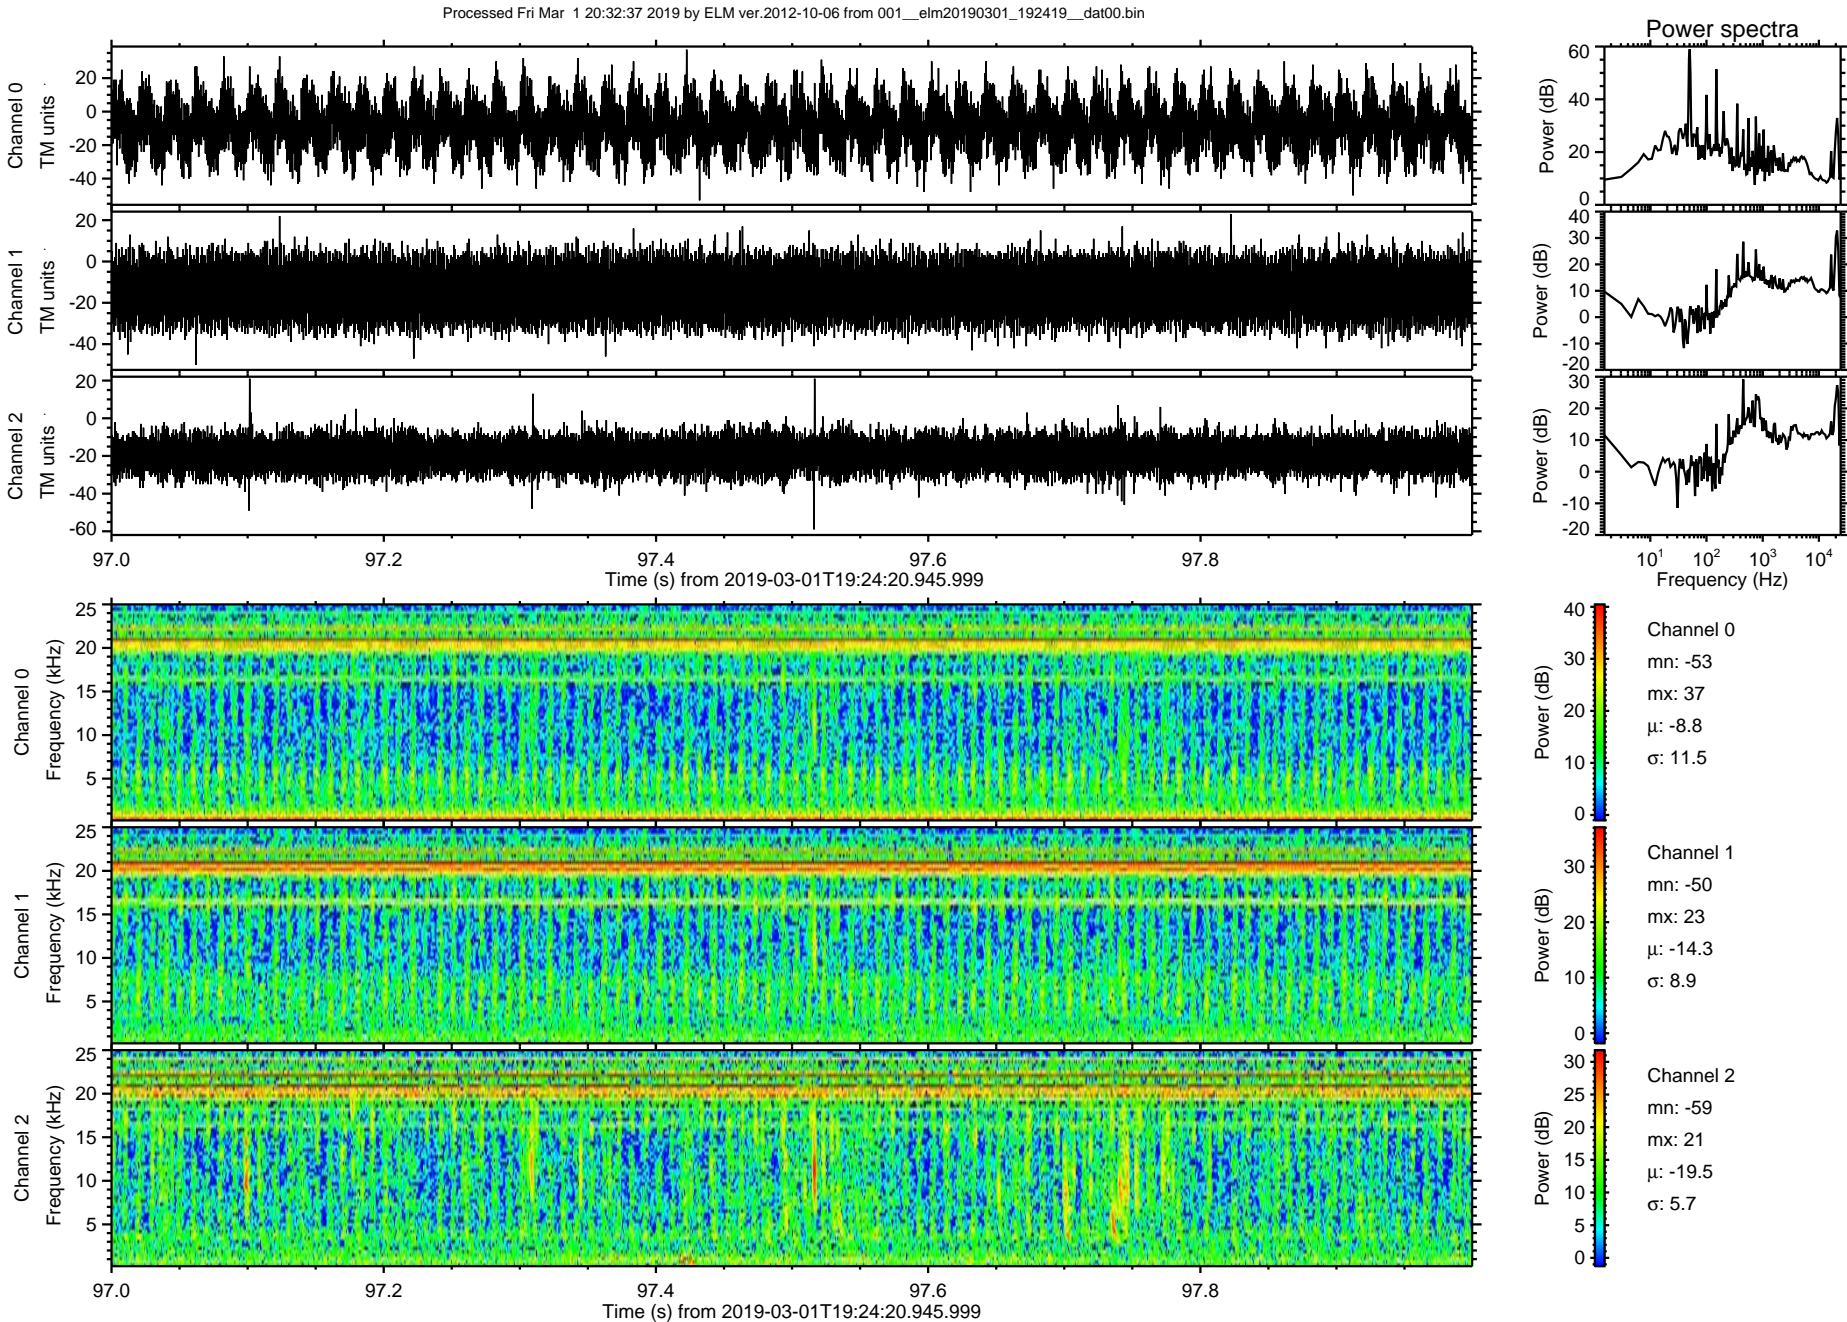 Processed Fri Mar 1 20:32:37 2019 by ELM ver.2012-10-06 from 001__elm20190301_192419__dat00.bin
Power spectra
Channel 0
TM units
20
0
-20
-40
Power (dB)
60
40
20
0
Channel 1
TM units
20
0
-20
-40
Power (dB)
40
30
20
10
0
-10
-20
Channel 2
TM units
20
0
-20
-40
-60
Power (dB)
30
20
10
0
-10
-20
97.0 97.2 97.4 97.6 97.8
Time (s) from 2019-03-01T19:24:20.945.999
10¹ 10² 10³ 10⁴
Frequency (Hz)
Channel 0
Frequency (kHz)
25
20
15
10
5
Power (dB)
40
30
20
10
0
Channel 0
mn: -53
mx: 37
μ: -8.8
σ: 11.5
Channel 1
Frequency (kHz)
25
20
15
10
5
Power (dB)
30
20
10
0
Channel 1
mn: -50
mx: 23
μ: -14.3
σ: 8.9
Channel 2
Frequency (kHz)
25
20
15
10
5
Power (dB)
30
25
20
15
10
5
0
Channel 2
mn: -59
mx: 21
μ: -19.5
σ: 5.7
97.0 97.2 97.4 97.6 97.8
Time (s) from 2019-03-01T19:24:20.945.999